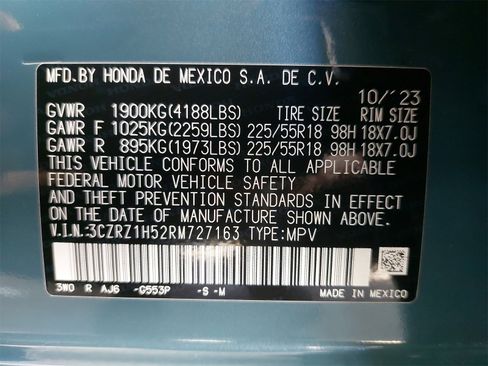 MFD.BY HONDA DE MEXICO S.A. DE C.V.
10/'23
GVWR 1900KG(4188LBS) TIRE SIZE RIM SIZE
GAWR F 1025KG(2259LBS) 225/55R18 98H 18X7.0J
GAWR R 895KG(1973LBS) 225/55R18 98H 18X7.0J
THIS VEHICLE CONFORMS TO ALL APPLICABLE
FEDERAL MOTOR VEHICLE SAFETY
AND THEFT PREVENTION STANDARDS IN EFFECT
ON THE DATE OF MANUFACTURE SHOWN ABOVE.
V.I.N.:3CZRZ1H52RM727163 TYPE:MPV
3W0 R AJ6 -G553P -S -M MADE IN MEXICO